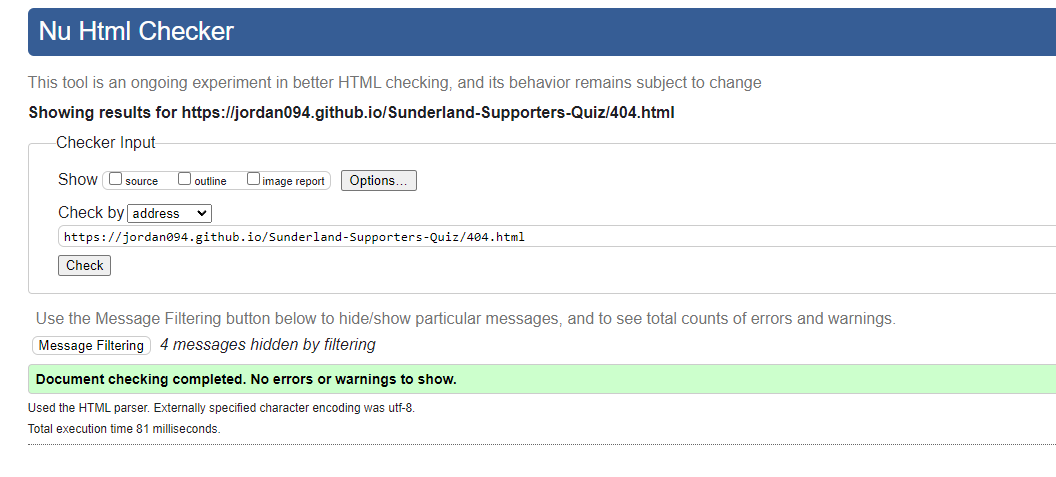 Nu Html Checker
This tool is an ongoing experiment in better HTML checking, and its behavior remains subject to change
Showing results for https://jordan094.github.io/Sunderland-Supporters-Quiz/404.html
Checker Input
Show source outline image report Options...
Check by address
https://jordan094.github.io/Sunderland-Supporters-Quiz/404.html
Check
Use the Message Filtering button below to hide/show particular messages, and to see total counts of errors and warnings.
Message Filtering 4 messages hidden by filtering
Document checking completed. No errors or warnings to show.
Used the HTML parser. Externally specified character encoding was utf-8.
Total execution time 81 milliseconds.